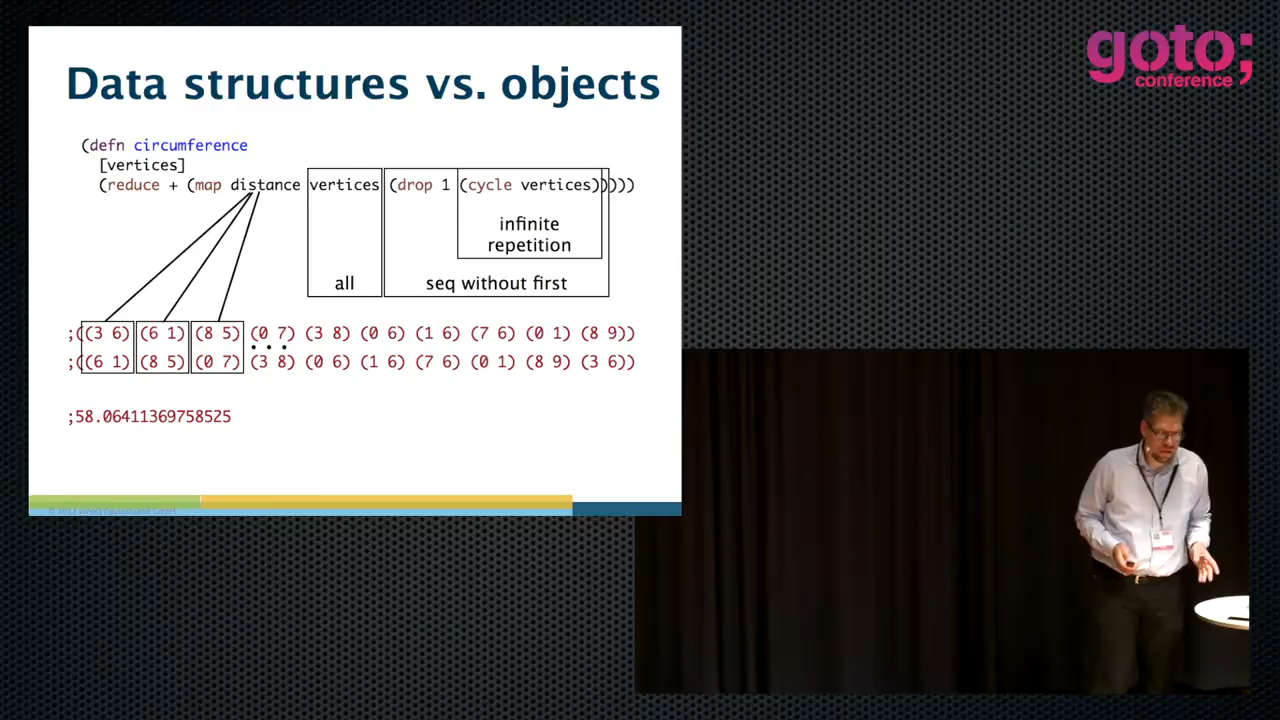 Data structures vs. objects
(defn circumference
[vertices]
(reduce + (map distance vertices (drop 1 (cycle vertices)))))
infinite
repetition
all
seq without first
;((3 6) (6 1) (8 5) (0 7) (3 8) (0 6) (1 6) (7 6) (0 1) (8 9))
...
;((6 1) (8 5) (0 7) (3 8) (0 6) (1 6) (7 6) (0 1) (8 9) (3 6))
;58.06411369758525
goto;
conference